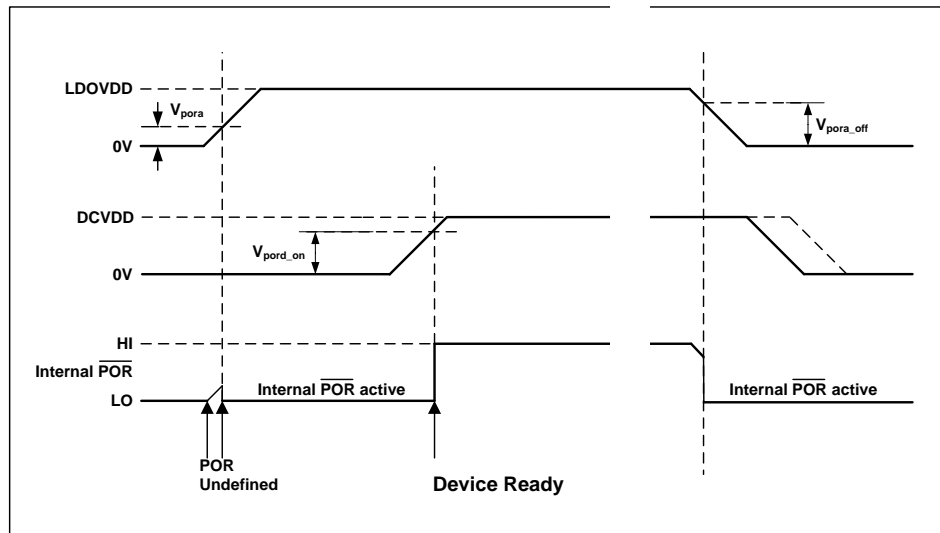 LDOVDD
Vpora
0V
Vpora_off
DCVDD
Vpord_on
0V
HI
Internal POR
LO
Internal POR active
Internal POR active
POR
Undefined
Device Ready